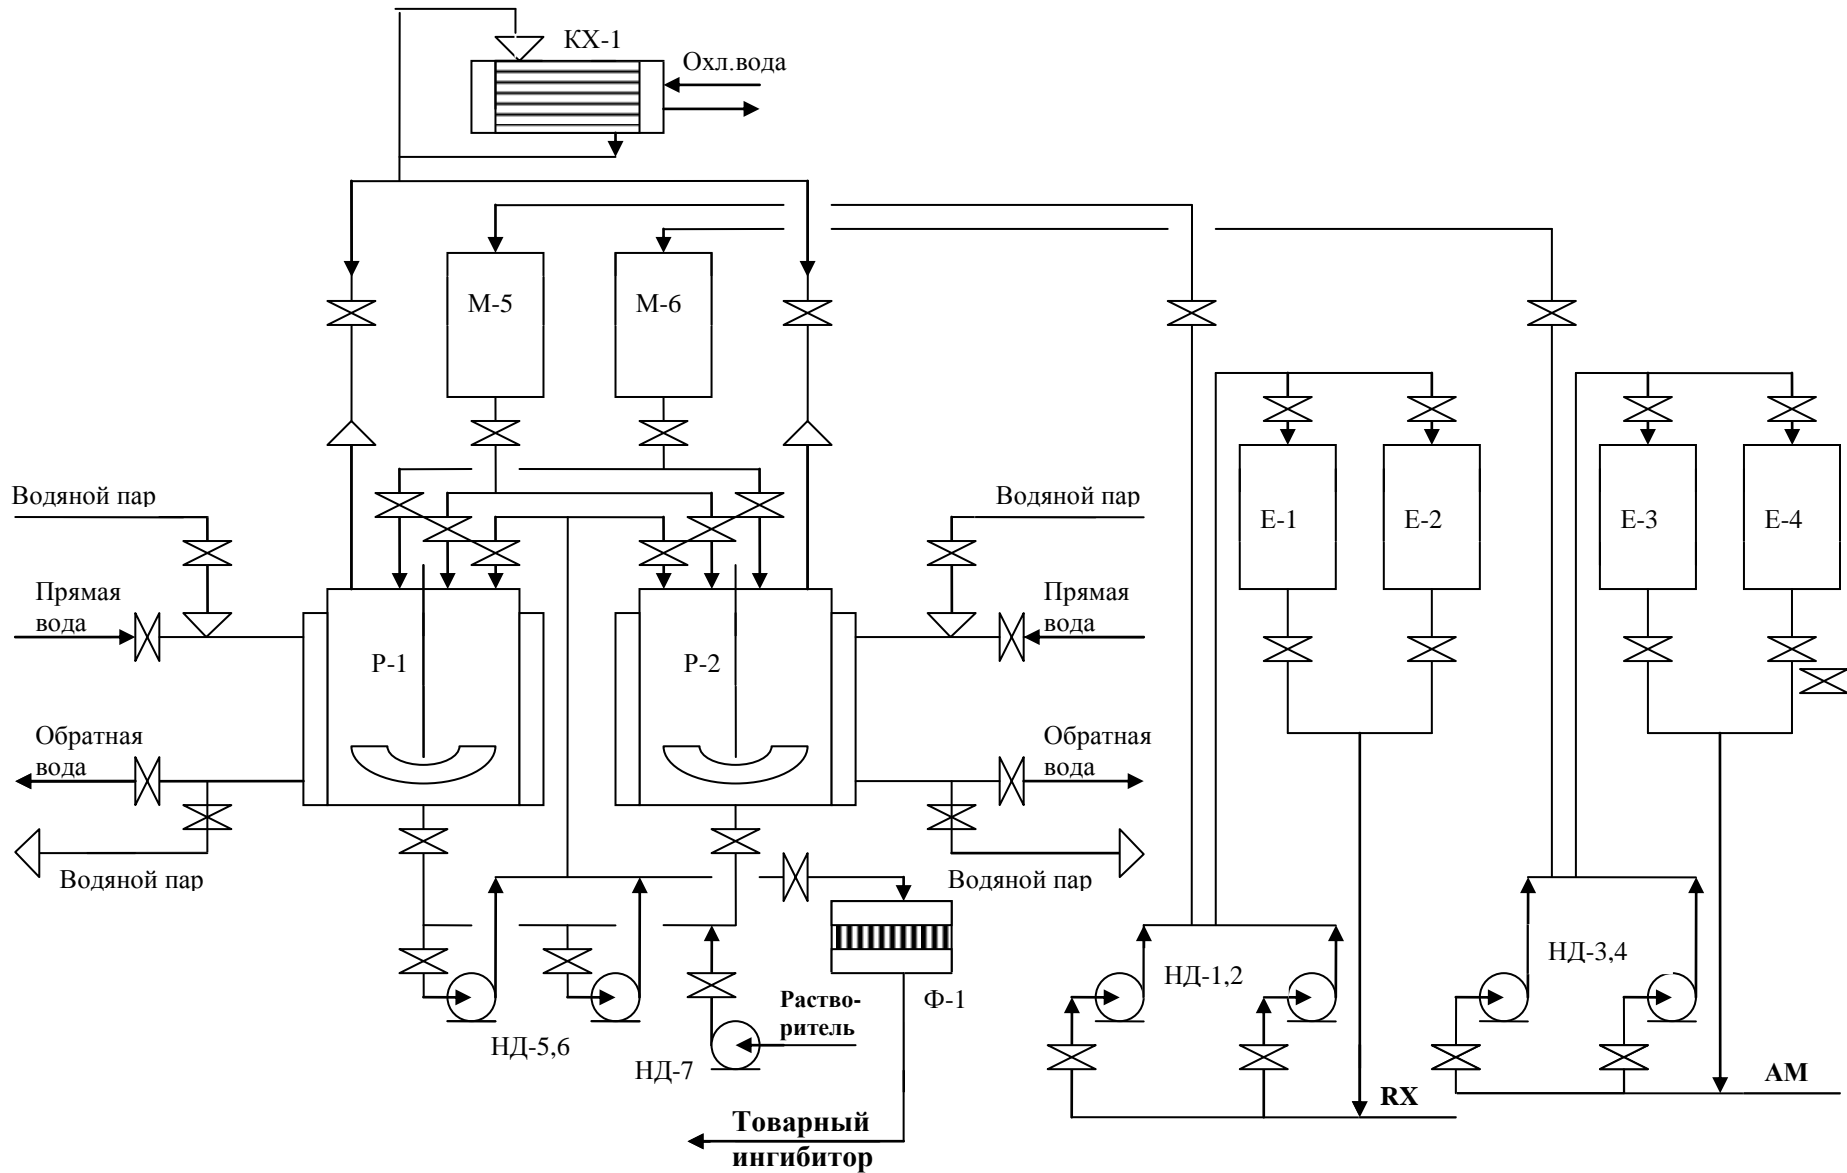 КХ-1
Охл.вода
М-5
М-6
Водяной пар
Водяной пар
Е-1
Е-2
Е-3
Е-4
Прямая
вода
Прямая
вода
Р-1
Р-2
Обратная
вода
Обратная
вода
Водяной пар
Водяной пар
НД-1,2
НД-3,4
Ф-1
Раство-
ритель
НД-5,6
НД-7
RX
АМ
Товарный
ингибитор